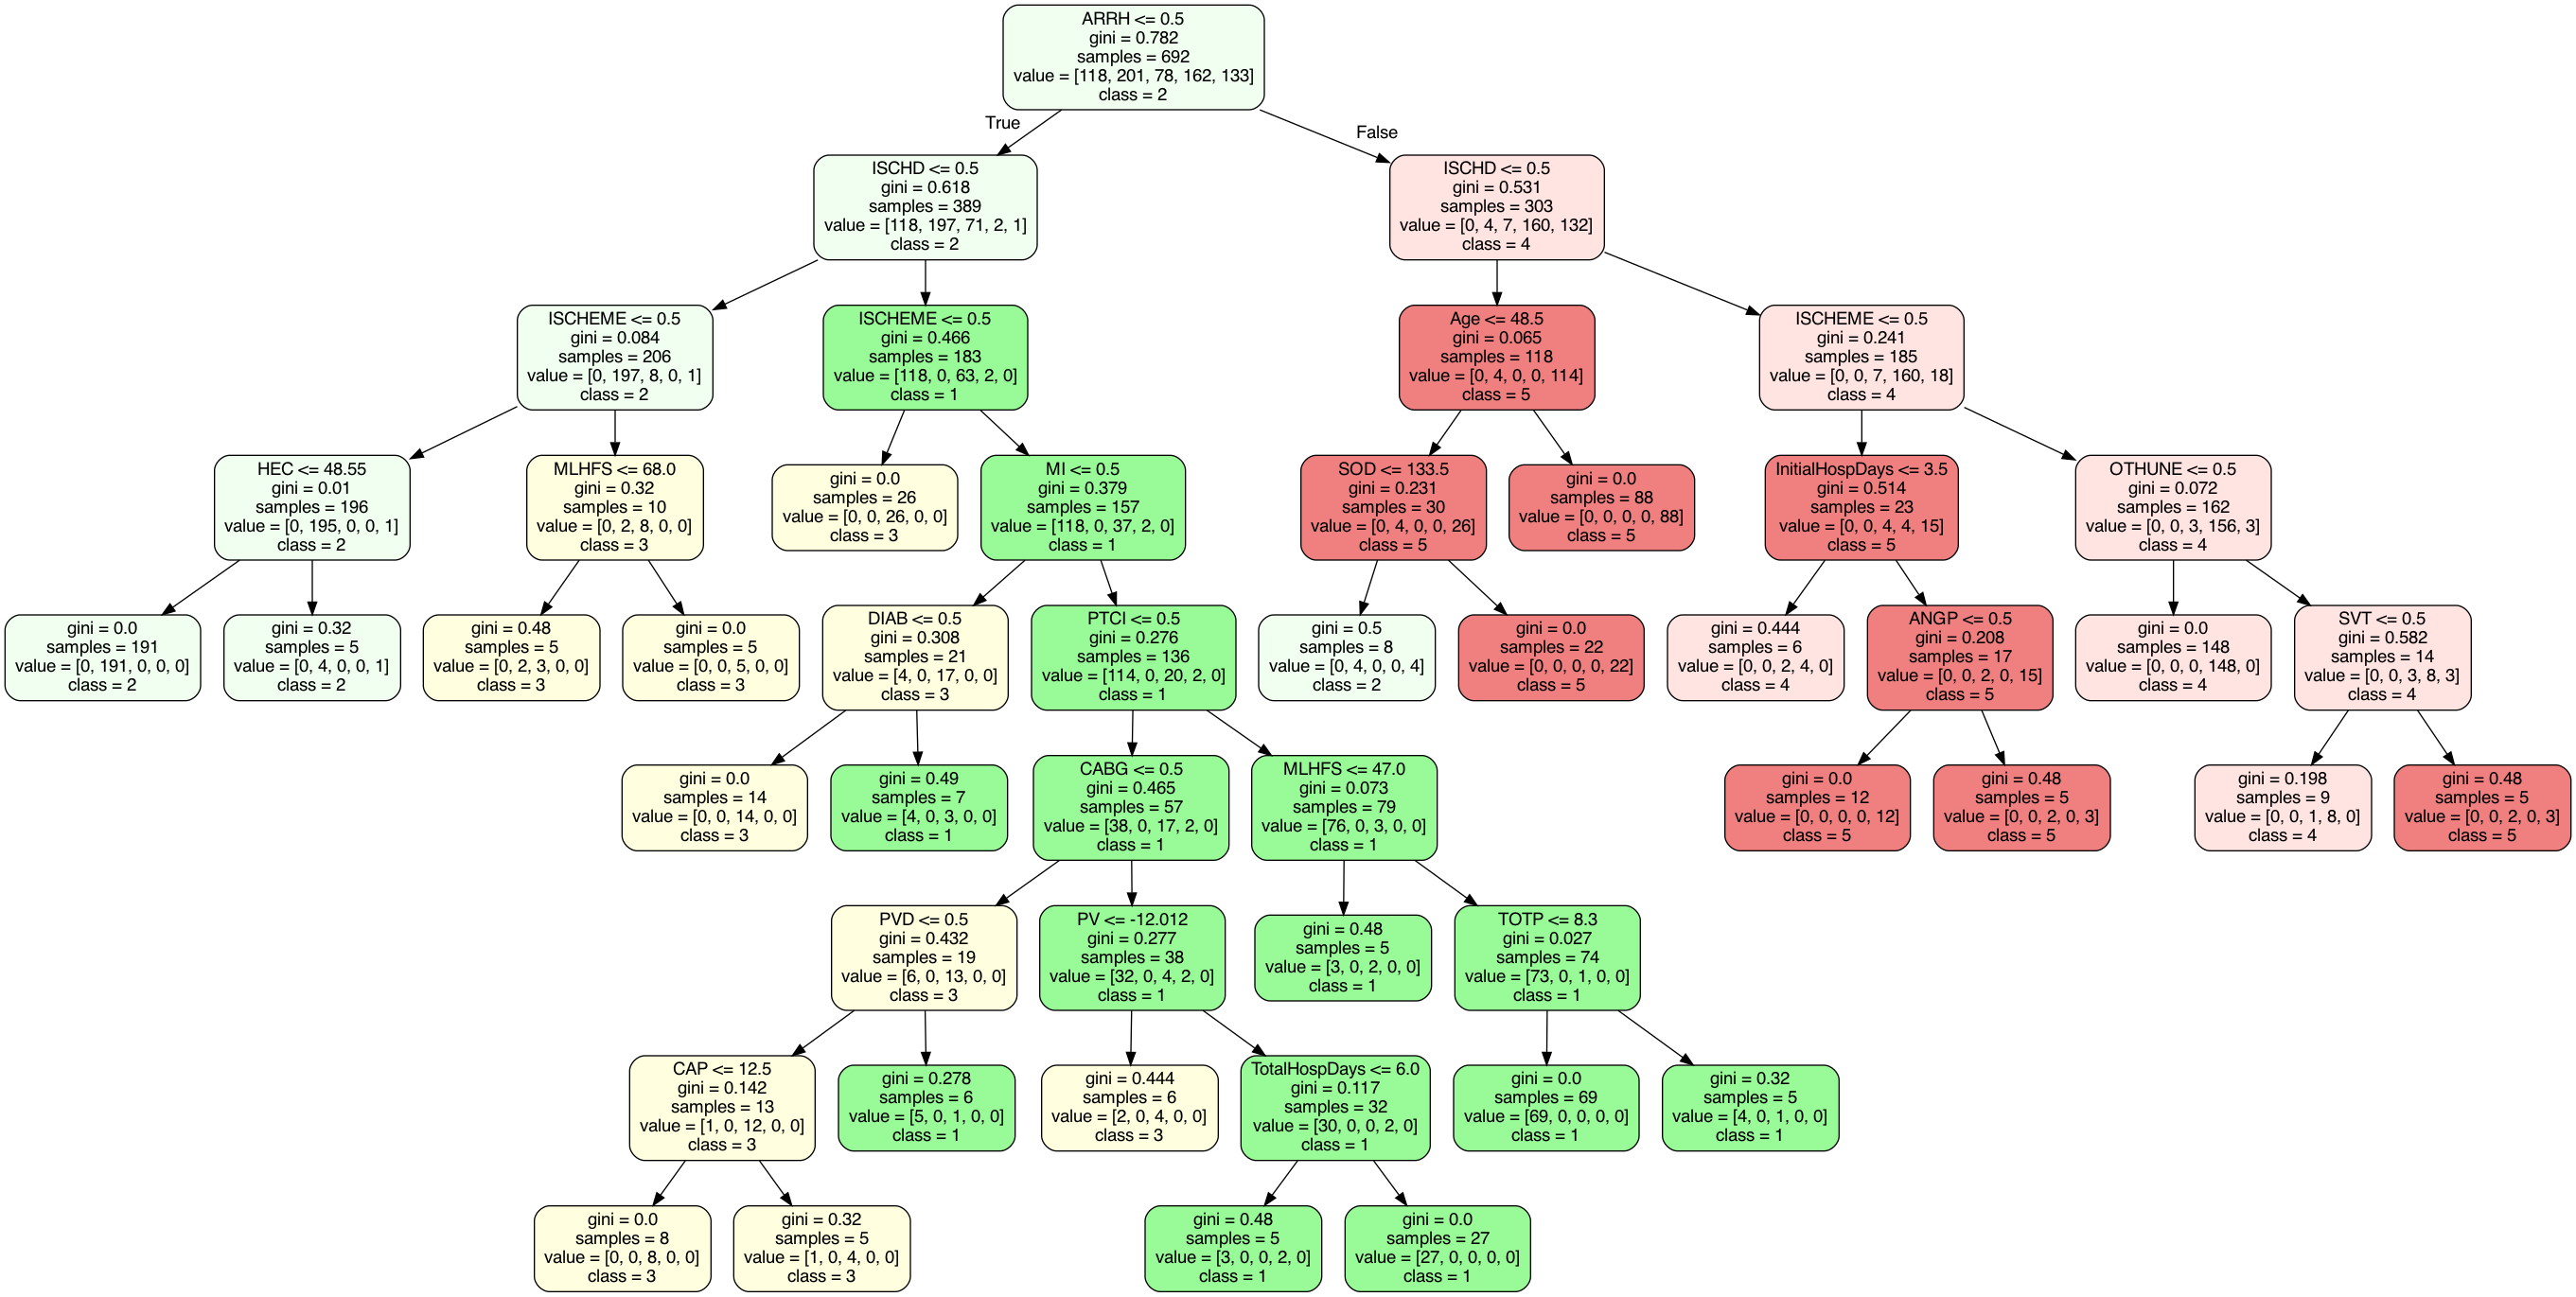 ARRH <= 0.5
gini = 0.782
samples = 692
value = [118, 201, 78, 162, 133]
class = 2
True
False
ISCHD <= 0.5
gini = 0.618
samples = 389
value = [118, 197, 71, 2, 1]
class = 2
ISCHD <= 0.5
gini = 0.531
samples = 303
value = [0, 4, 7, 160, 132]
class = 4
ISCHEME <= 0.5
gini = 0.084
samples = 206
value = [0, 197, 8, 0, 1]
class = 2
ISCHEME <= 0.5
gini = 0.466
samples = 183
value = [118, 0, 63, 2, 0]
class = 1
Age <= 48.5
gini = 0.065
samples = 118
value = [0, 4, 0, 0, 114]
class = 5
ISCHEME <= 0.5
gini = 0.241
samples = 185
value = [0, 0, 7, 160, 18]
class = 4
HEC <= 48.55
gini = 0.01
samples = 196
value = [0, 195, 0, 0, 1]
class = 2
MLHFS <= 68.0
gini = 0.32
samples = 10
value = [0, 2, 8, 0, 0]
class = 3
gini = 0.0
samples = 26
value = [0, 0, 26, 0, 0]
class = 3
MI <= 0.5
gini = 0.379
samples = 157
value = [118, 0, 37, 2, 0]
class = 1
SOD <= 133.5
gini = 0.231
samples = 30
value = [0, 4, 0, 0, 26]
class = 5
gini = 0.0
samples = 88
value = [0, 0, 0, 0, 88]
class = 5
InitialHospDays <= 3.5
gini = 0.514
samples = 23
value = [0, 0, 4, 4, 15]
class = 5
OTHUNE <= 0.5
gini = 0.072
samples = 162
value = [0, 0, 3, 156, 3]
class = 4
gini = 0.0
samples = 191
value = [0, 191, 0, 0, 0]
class = 2
gini = 0.32
samples = 5
value = [0, 4, 0, 0, 1]
class = 2
gini = 0.48
samples = 5
value = [0, 2, 3, 0, 0]
class = 3
gini = 0.0
samples = 5
value = [0, 0, 5, 0, 0]
class = 3
DIAB <= 0.5
gini = 0.308
samples = 21
value = [4, 0, 17, 0, 0]
class = 3
PTCI <= 0.5
gini = 0.276
samples = 136
value = [114, 0, 20, 2, 0]
class = 1
gini = 0.5
samples = 8
value = [0, 4, 0, 0, 4]
class = 2
gini = 0.0
samples = 22
value = [0, 0, 0, 0, 22]
class = 5
gini = 0.444
samples = 6
value = [0, 0, 2, 4, 0]
class = 4
ANGP <= 0.5
gini = 0.208
samples = 17
value = [0, 0, 2, 0, 15]
class = 5
gini = 0.0
samples = 148
value = [0, 0, 0, 148, 0]
class = 4
SVT <= 0.5
gini = 0.582
samples = 14
value = [0, 0, 3, 8, 3]
class = 4
gini = 0.0
samples = 14
value = [0, 0, 14, 0, 0]
class = 3
gini = 0.49
samples = 7
value = [4, 0, 3, 0, 0]
class = 1
CABG <= 0.5
gini = 0.465
samples = 57
value = [38, 0, 17, 2, 0]
class = 1
MLHFS <= 47.0
gini = 0.073
samples = 79
value = [76, 0, 3, 0, 0]
class = 1
gini = 0.0
samples = 12
value = [0, 0, 0, 0, 12]
class = 5
gini = 0.48
samples = 5
value = [0, 0, 2, 0, 3]
class = 5
gini = 0.198
samples = 9
value = [0, 0, 1, 8, 0]
class = 4
gini = 0.48
samples = 5
value = [0, 0, 2, 0, 3]
class = 5
PVD <= 0.5
gini = 0.432
samples = 19
value = [6, 0, 13, 0, 0]
class = 3
PV <= -12.012
gini = 0.277
samples = 38
value = [32, 0, 4, 2, 0]
class = 1
gini = 0.48
samples = 5
value = [3, 0, 2, 0, 0]
class = 1
TOTP <= 8.3
gini = 0.027
samples = 74
value = [73, 0, 1, 0, 0]
class = 1
CAP <= 12.5
gini = 0.142
samples = 13
value = [1, 0, 12, 0, 0]
class = 3
gini = 0.278
samples = 6
value = [5, 0, 1, 0, 0]
class = 1
gini = 0.444
samples = 6
value = [2, 0, 4, 0, 0]
class = 3
TotalHospDays <= 6.0
gini = 0.117
samples = 32
value = [30, 0, 0, 2, 0]
class = 1
gini = 0.0
samples = 69
value = [69, 0, 0, 0, 0]
class = 1
gini = 0.32
samples = 5
value = [4, 0, 1, 0, 0]
class = 1
gini = 0.0
samples = 8
value = [0, 0, 8, 0, 0]
class = 3
gini = 0.32
samples = 5
value = [1, 0, 4, 0, 0]
class = 3
gini = 0.48
samples = 5
value = [3, 0, 0, 2, 0]
class = 1
gini = 0.0
samples = 27
value = [27, 0, 0, 0, 0]
class = 1